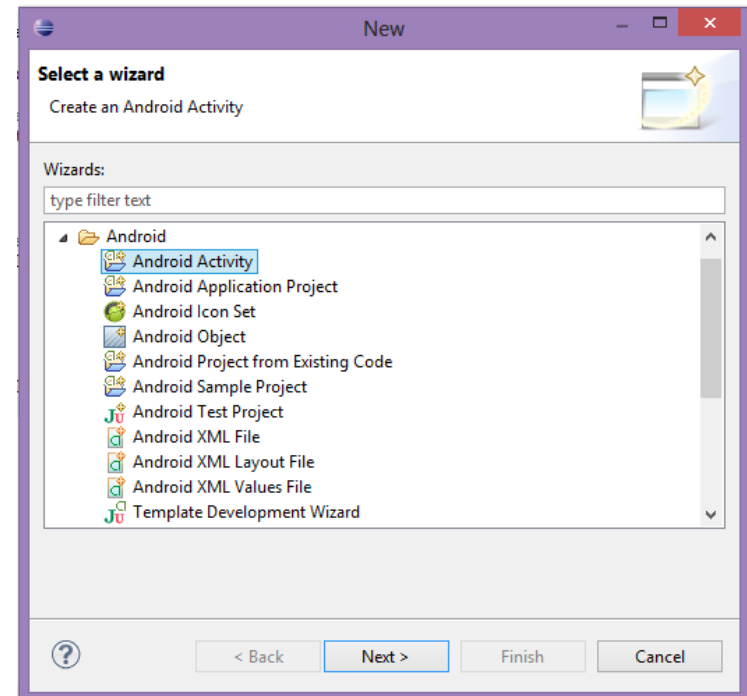 New
Select a wizard
Create an Android Activity
Wizards:
type filter text
Android
Android Activity
Android Application Project
Android Icon Set
Android Object
Android Project from Existing Code
Android Sample Project
Android Test Project
Android XML File
Android XML Layout File
Android XML Values File
Template Development Wizard
? < Back Next > Finish Cancel